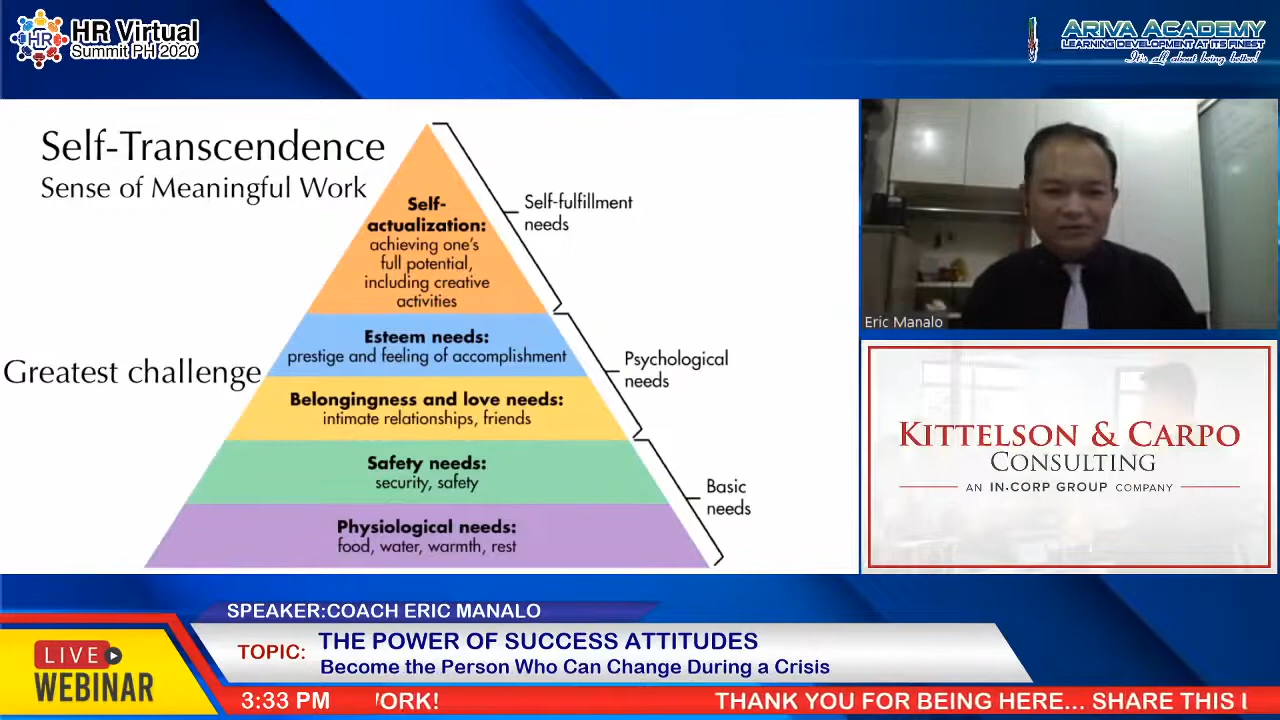 HR Virtual
Summit PH 2020
HR
ARIVA ACADEMY
LEARNING DEVELOPMENT AT ITS FINEST
It's all about being better!
Self-Transcendence
Sense of Meaningful Work
Self-
actualization:
achieving one's
full potential,
including creative
activities
Self-fulfillment
needs
Esteem needs:
prestige and feeling of accomplishment
Greatest challenge
Psychological
needs
Belongingness and love needs:
intimate relationships, friends
Safety needs:
security, safety
Basic
needs
Physiological needs:
food, water, warmth, rest
Eric Manalo
KITTELSON & CARPO
CONSULTING
AN IN.CORP GROUP COMPANY
SPEAKER:COACH ERIC MANALO
TOPIC:
THE POWER OF SUCCESS ATTITUDES
Become the Person Who Can Change During a Crisis
LIVE
WEBINAR
3:33 PM
ORK!
THANK YOU FOR BEING HERE... SHARE THIS